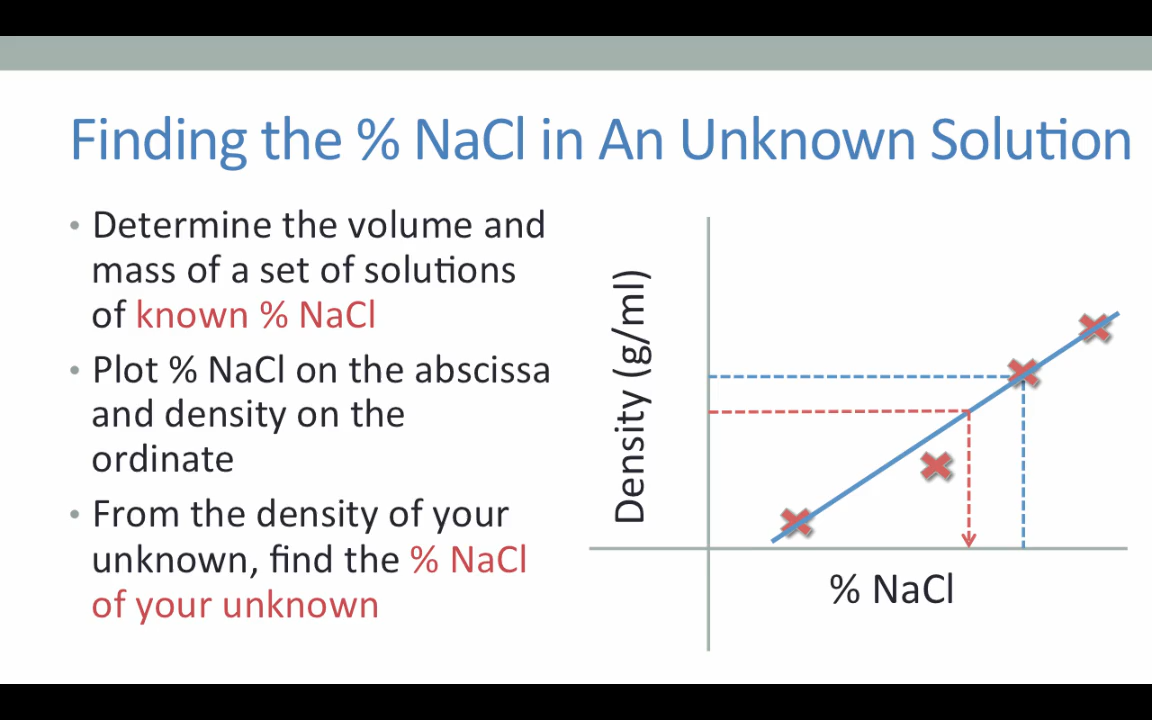 Finding the % NaCl in An Unknown Solution
• Determine the volume and
mass of a set of solutions
of known % NaCl
• Plot % NaCl on the abscissa
and density on the
ordinate
• From the density of your
unknown, find the % NaCl
of your unknown
Density (g/ml)
% NaCl